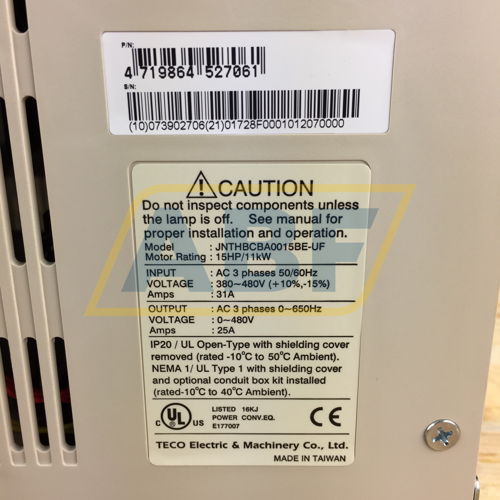 P/N:
4 719864 527061
S/N:
(10)073902706(21)01728F0001012070000
CAUTION
Do not inspect components unless
the lamp is off. See manual for
proper installation and operation.
Model : JNTHBCBA0015BE-UF
Motor Rating : 15HP/11kW
INPUT : AC 3 phases 50/60Hz
VOLTAGE : 380~480V (+10%,-15%)
Amps : 31A
OUTPUT : AC 3 phases 0~650Hz
VOLTAGE : 0~480V
Amps : 25A
IP20 / UL Open-Type with shielding cover
removed (rated -10°C to 50°C Ambient).
NEMA 1/ UL Type 1 with shielding cover
and optional conduit box kit installed
(rated-10°C to 40°C Ambient).
C UL US LISTED 16KJ
POWER CONV.EQ.
E177007
CE
TECO Electric & Machinery Co., Ltd.
MADE IN TAIWAN
ABF